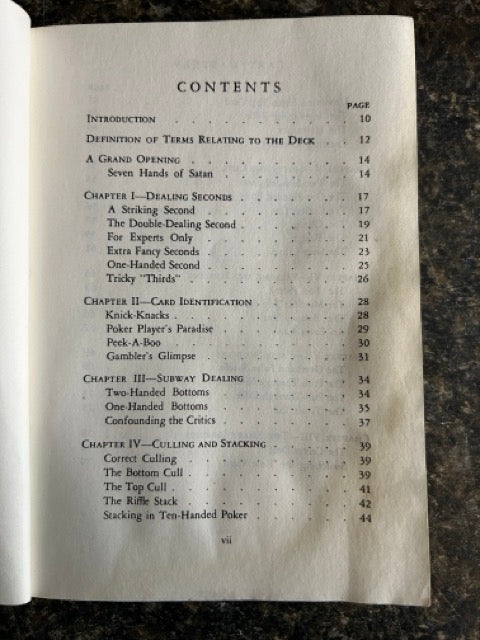 CONTENTS
PAGE
INTRODUCTION . . . . . . . . . . . 10
DEFINITION OF TERMS RELATING TO THE DECK . . 12
A GRAND OPENING . . . . . . . . . 14
Seven Hands of Satan . . . . . . . . 14
CHAPTER I—DEALING SECONDS . . . . . . . 17
A Striking Second . . . . . . . . 17
The Double-Dealing Second . . . . . . 19
For Experts Only . . . . . . . . 21
Extra Fancy Seconds . . . . . . . 23
One-Handed Second . . . . . . . 25
Tricky "Thirds" . . . . . . . . . 26
CHAPTER II—CARD IDENTIFICATION . . . . . . 28
Knick-Knacks . . . . . . . . . 28
Poker Player's Paradise . . . . . . . 29
Peek-A-Boo . . . . . . . . . 30
Gambler's Glimpse . . . . . . . . 31
CHAPTER III—SUBWAY DEALING . . . . . . 34
Two-Handed Bottoms . . . . . . . 34
One-Handed Bottoms . . . . . . . 35
Confounding the Critics . . . . . . . 37
CHAPTER IV—CULLING AND STACKING . . . . . 39
Correct Culling . . . . . . . . . 39
The Bottom Cull . . . . . . . . . 39
The Top Cull . . . . . . . . . 41
The Riffle Stack . . . . . . . . . 42
Stacking in Ten-Handed Poker . . . . . . 44
vii